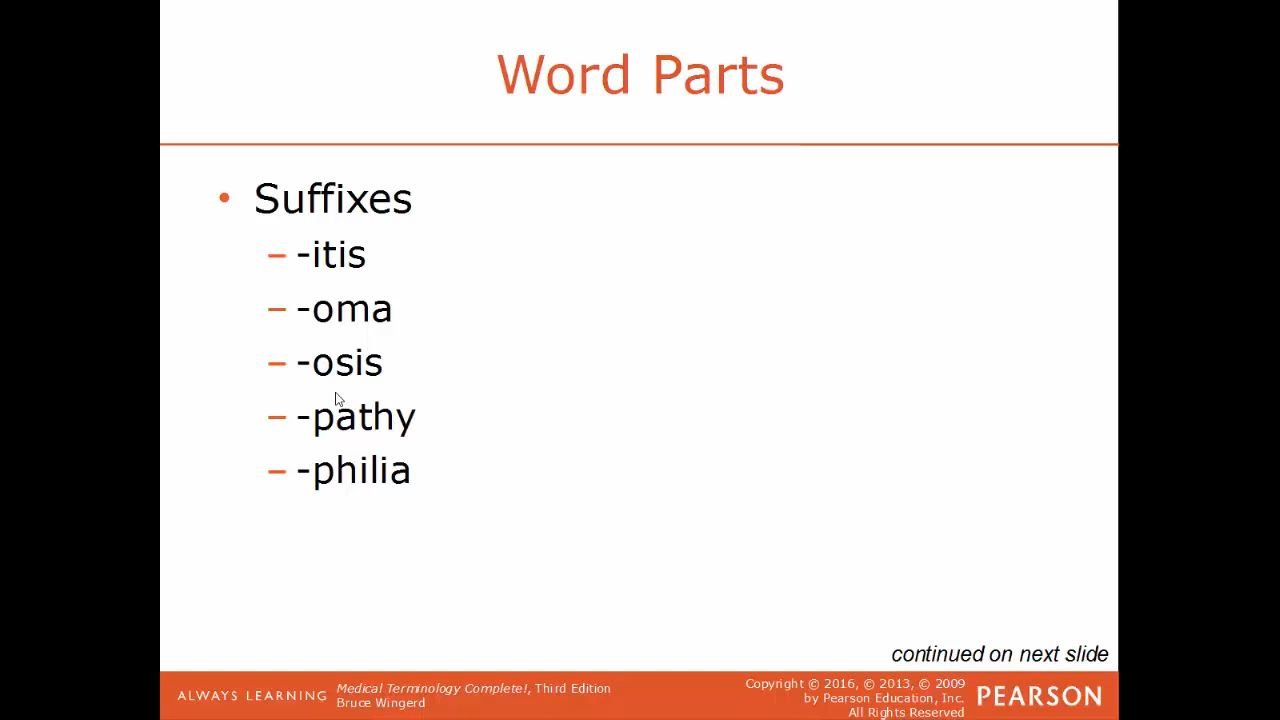 Word Parts
• Suffixes
– -itis
– -oma
– -osis
– -pathy
– -philia
continued on next slide
ALWAYS LEARNING
Medical Terminology Complete!, Third Edition
Bruce Wingerd
Copyright © 2016, © 2013, © 2009
by Pearson Education, Inc.
All Rights Reserved
PEARSON